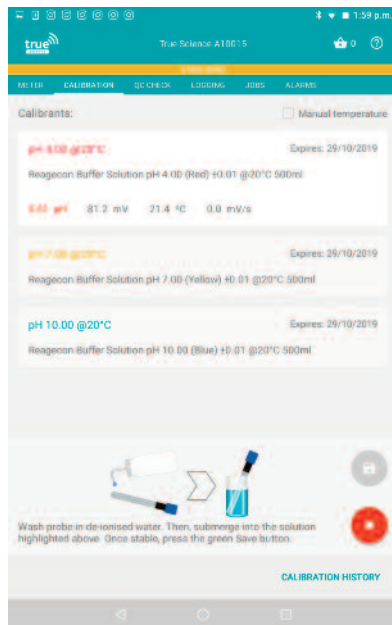 1:59 p.m.
true
True Science A10015
0
METER CALIBRATION QC CHECK LOGGING JOBS ALARMS
Calibrants:
Manual temperature
pH 4.00 @20°C Expires: 29/10/2019
Reagecon Buffer Solution pH 4.00 (Red) ±0.01 @20°C 500ml
pH 81.2 mV 21.4 °C 0.0 mV/s
pH 7.00 @20°C Expires: 29/10/2019
Reagecon Buffer Solution pH 7.00 (Yellow) ±0.01 @20°C 500ml
pH 10.00 @20°C Expires: 29/10/2019
Reagecon Buffer Solution pH 10.00 (Blue) ±0.01 @20°C 500ml
Wash probe in de-ionised water. Then, submerge into the solution
highlighted above. Once stable, press the green Save button.
CALIBRATION HISTORY